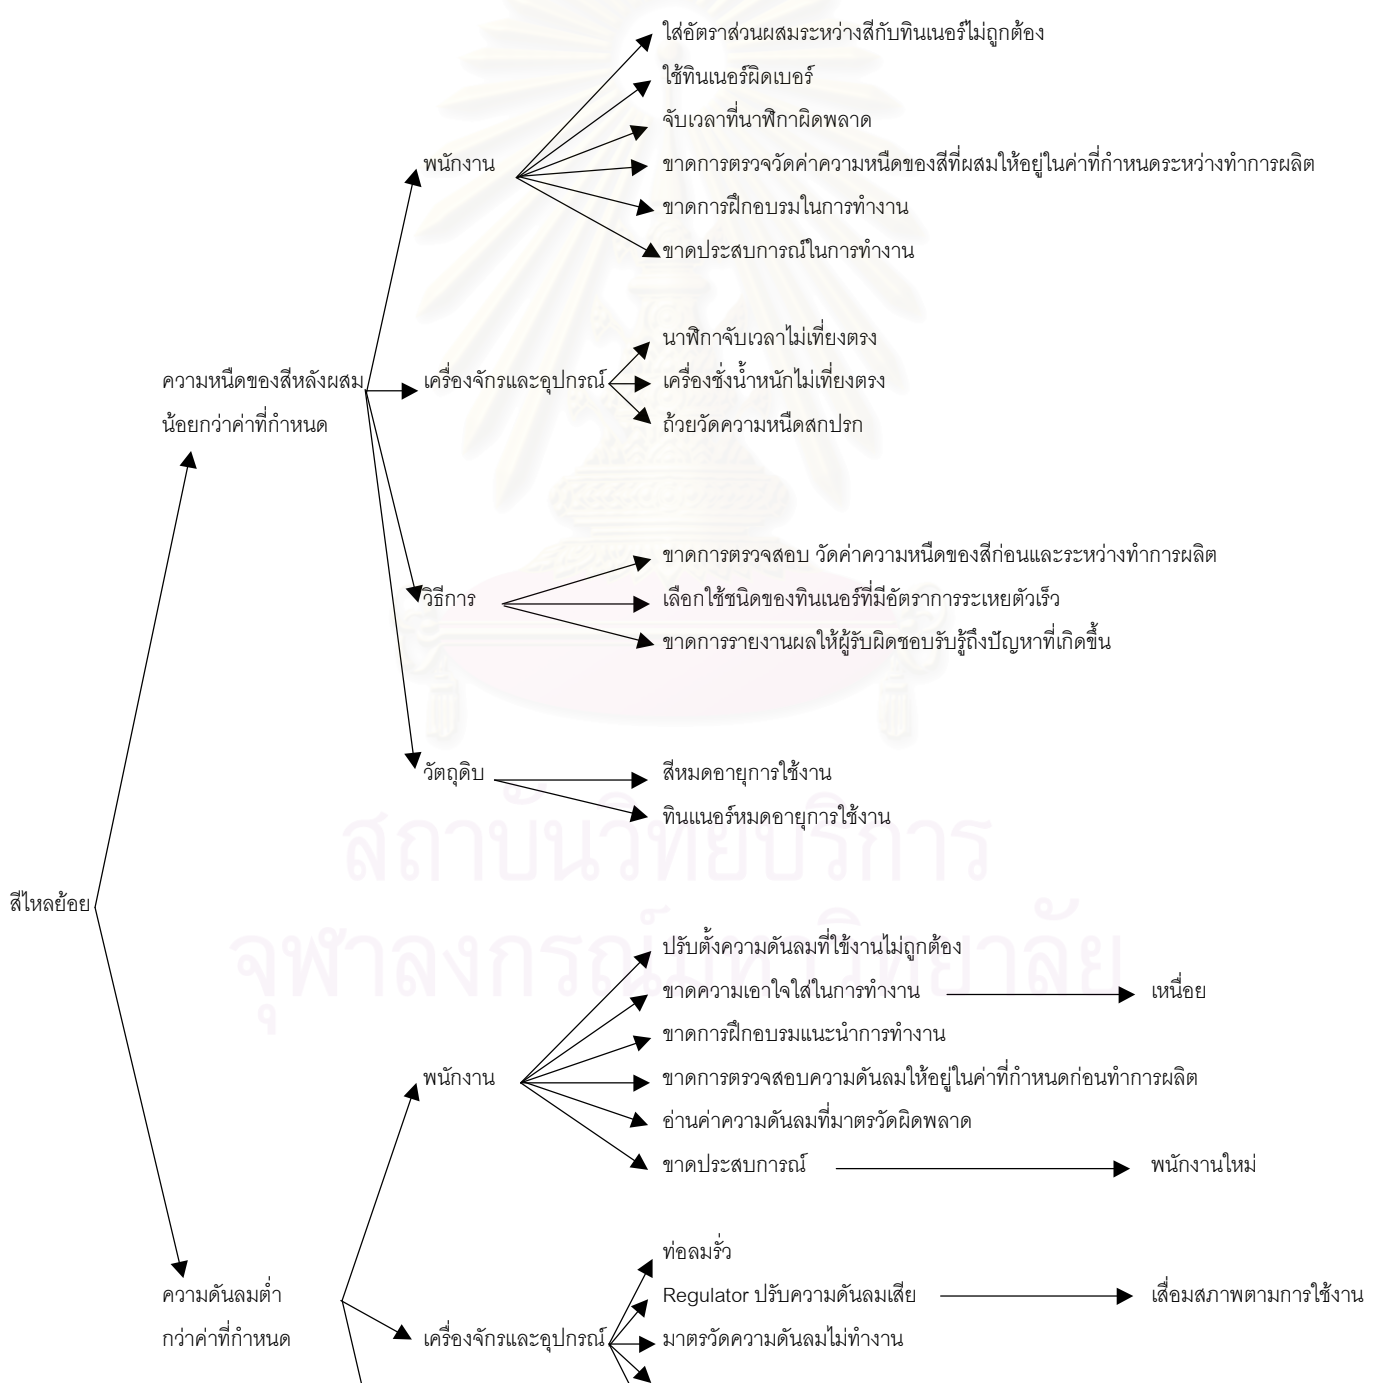 ใส่อัตราส่วนผสมระหว่างสีกับทินเนอร์ไม่ถูกต้อง
ใช้ทินเนอร์ผิดเบอร์
จับเวลาที่นาฬิกาผิดพลาด
พนักงาน
ขาดการตรวจวัดค่าความหนืดของสีที่ผสมให้อยู่ในค่าที่กำหนดระหว่างทำการผลิต
ขาดการฝึกอบรมในการทำงาน
ขาดประสบการณ์ในการทำงาน
นาฬิกาจับเวลาไม่เที่ยงตรง
ความหนืดของสีหลังผสม
น้อยกว่าค่าที่กำหนด
เครื่องจักรและอุปกรณ์
เครื่องชั่งน้ำหนักไม่เที่ยงตรง
ถ้วยวัดความหนืดสกปรก
ขาดการตรวจสอบ วัดค่าความหนืดของสีก่อนและระหว่างทำการผลิต
วิธีการ
เลือกใช้ชนิดของทินเนอร์ที่มีอัตราการระเหยตัวเร็ว
ขาดการรายงานผลให้ผู้รับผิดชอบรับรู้ถึงปัญหาที่เกิดขึ้น
วัตถุดิบ
สีหมดอายุการใช้งาน
ทินแนอร์หมดอายุการใช้งาน
สถาบันวิทยบริการ
สีไหลย้อย
จุฬาลงกรณ์มหาวิทยาลัย
ปรับตั้งความดันลมที่ใช้งานไม่ถูกต้อง
ขาดความเอาใจใส่ในการทำงาน
เหนื่อย
ขาดการฝึกอบรมแนะนำการทำงาน
พนักงาน
ขาดการตรวจสอบความดันลมให้อยู่ในค่าที่กำหนดก่อนทำการผลิต
อ่านค่าความดันลมที่มาตรวัดผิดพลาด
ขาดประสบการณ์
พนักงานใหม่
ท่อลมรั่ว
ความดันลมต่ำ
กว่าค่าที่กำหนด
Regulator ปรับความดันลมเสีย
เสื่อมสภาพตามการใช้งาน
เครื่องจักรและอุปกรณ์
มาตรวัดความดันลมไม่ทำงาน